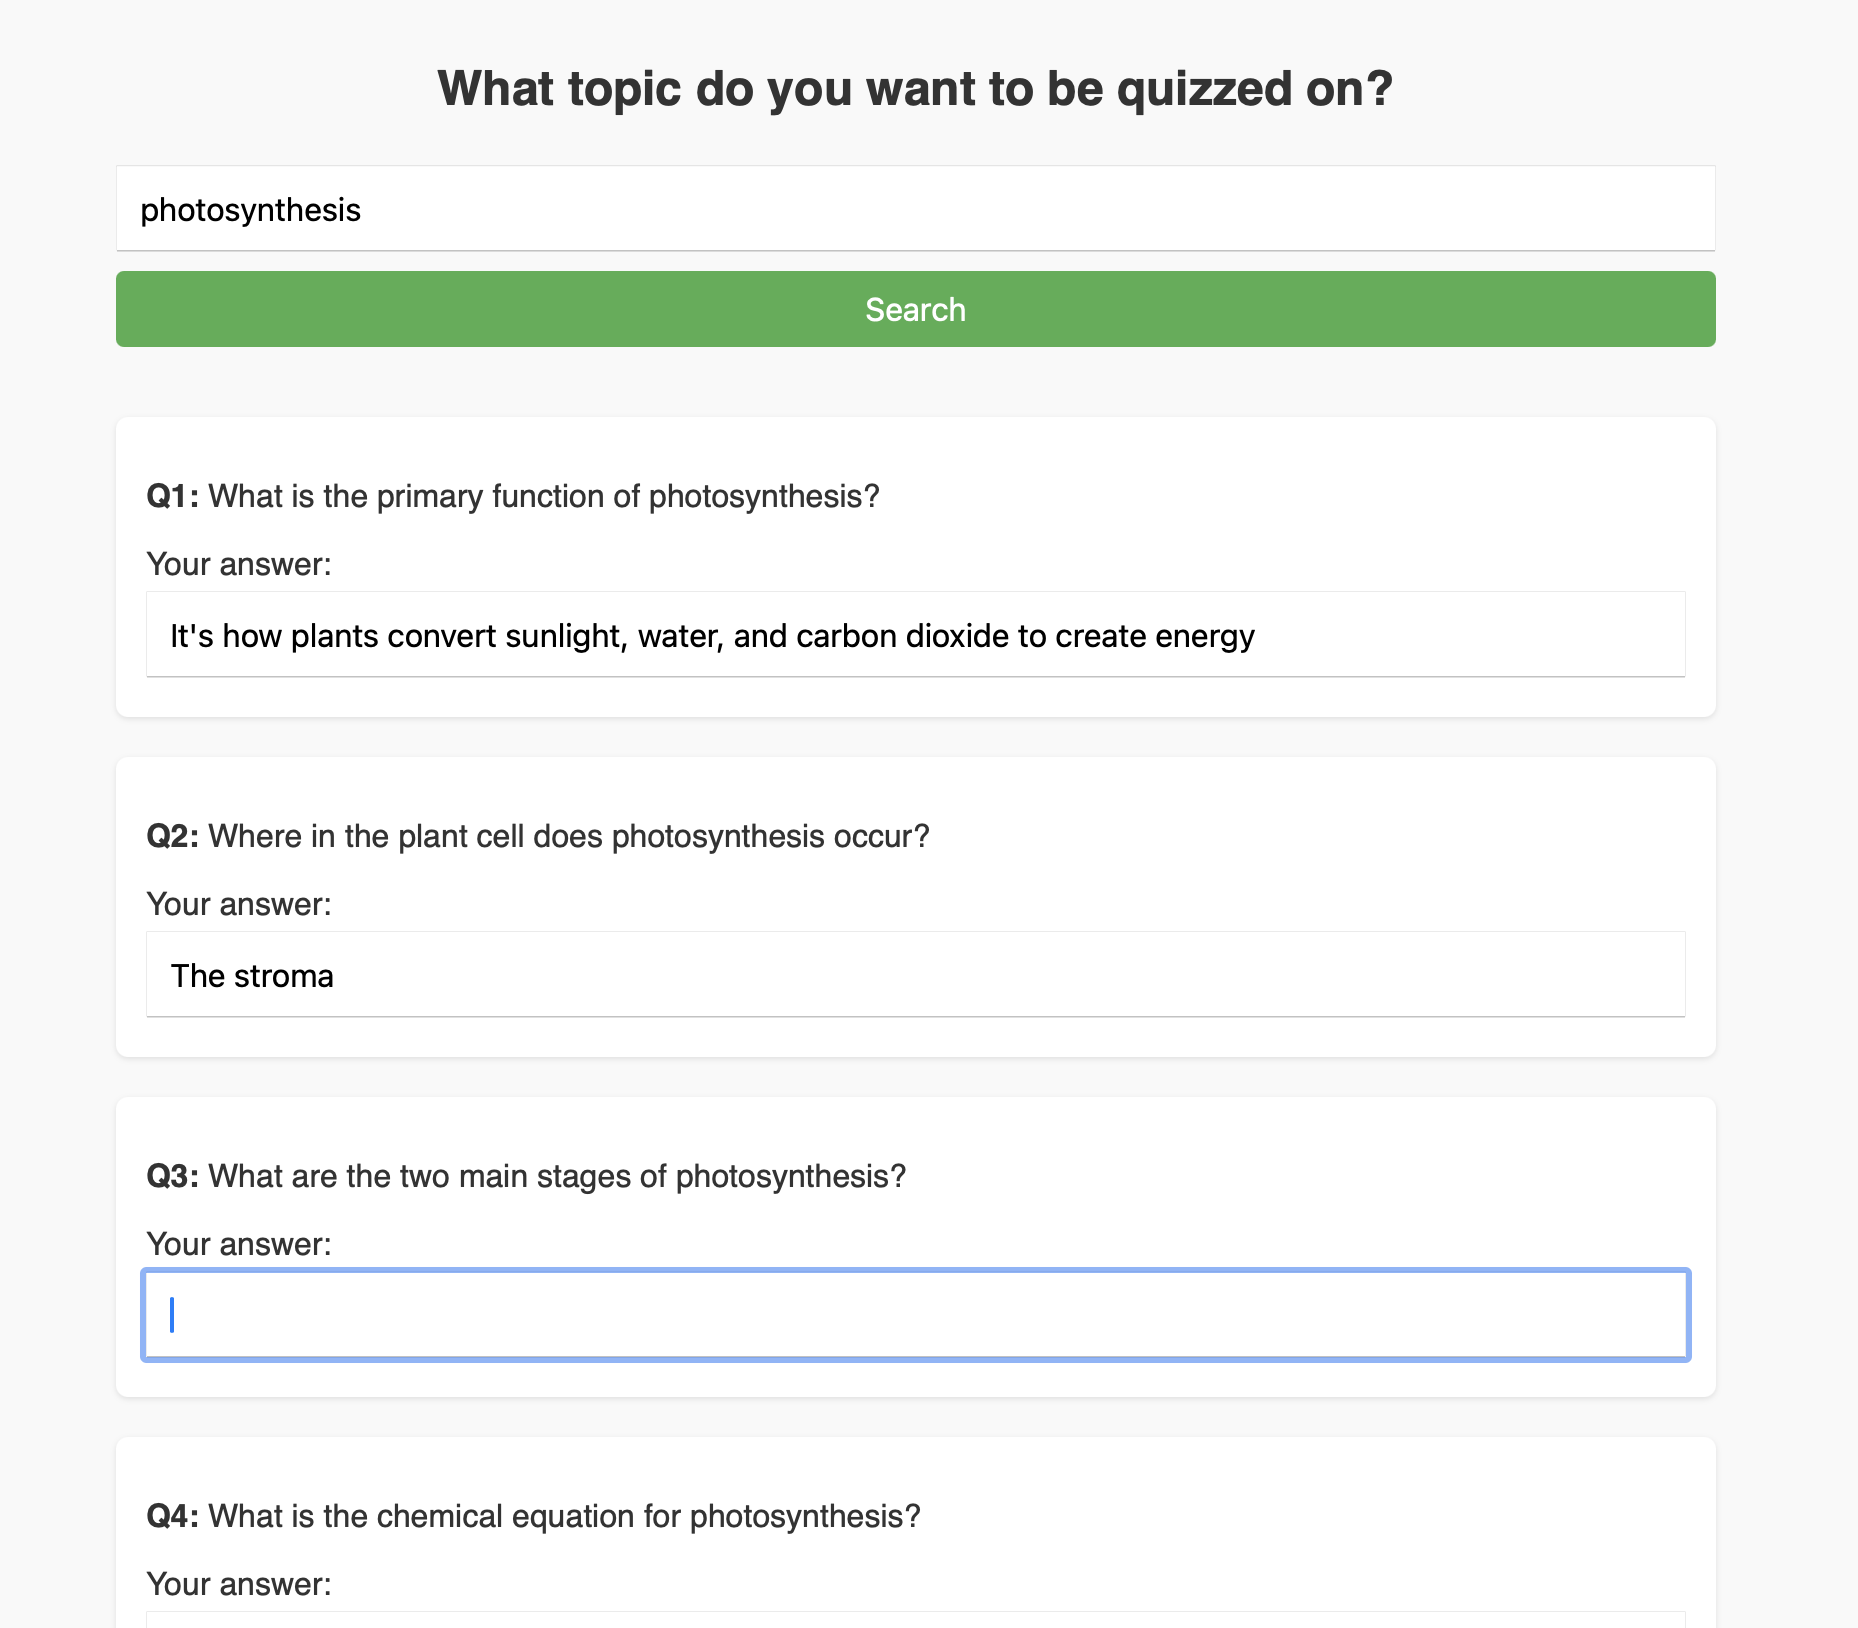 What topic do you want to be quizzed on?
photosynthesis
Search
Q1: What is the primary function of photosynthesis?
Your answer:
It's how plants convert sunlight, water, and carbon dioxide to create energy
Q2: Where in the plant cell does photosynthesis occur?
Your answer:
The stroma
Q3: What are the two main stages of photosynthesis?
Your answer:
Q4: What is the chemical equation for photosynthesis?
Your answer: